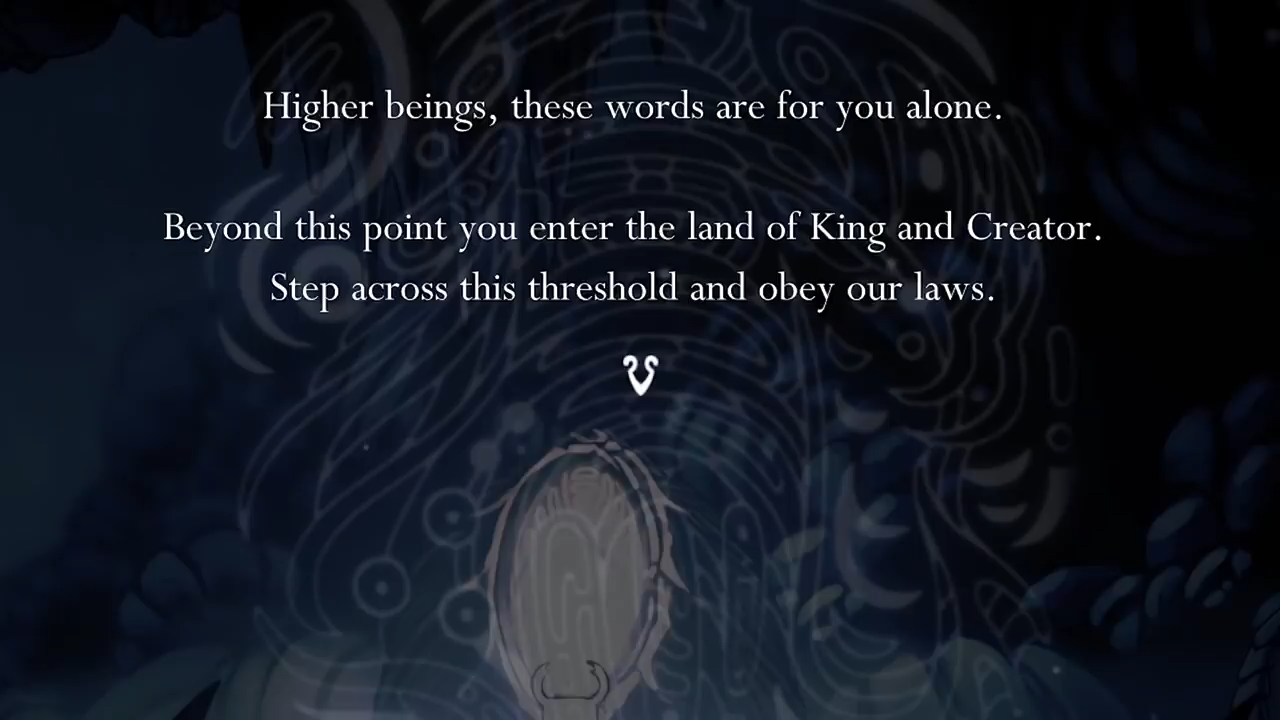 Higher beings, these words are for you alone.
Beyond this point you enter the land of King and Creator.
Step across this threshold and obey our laws.